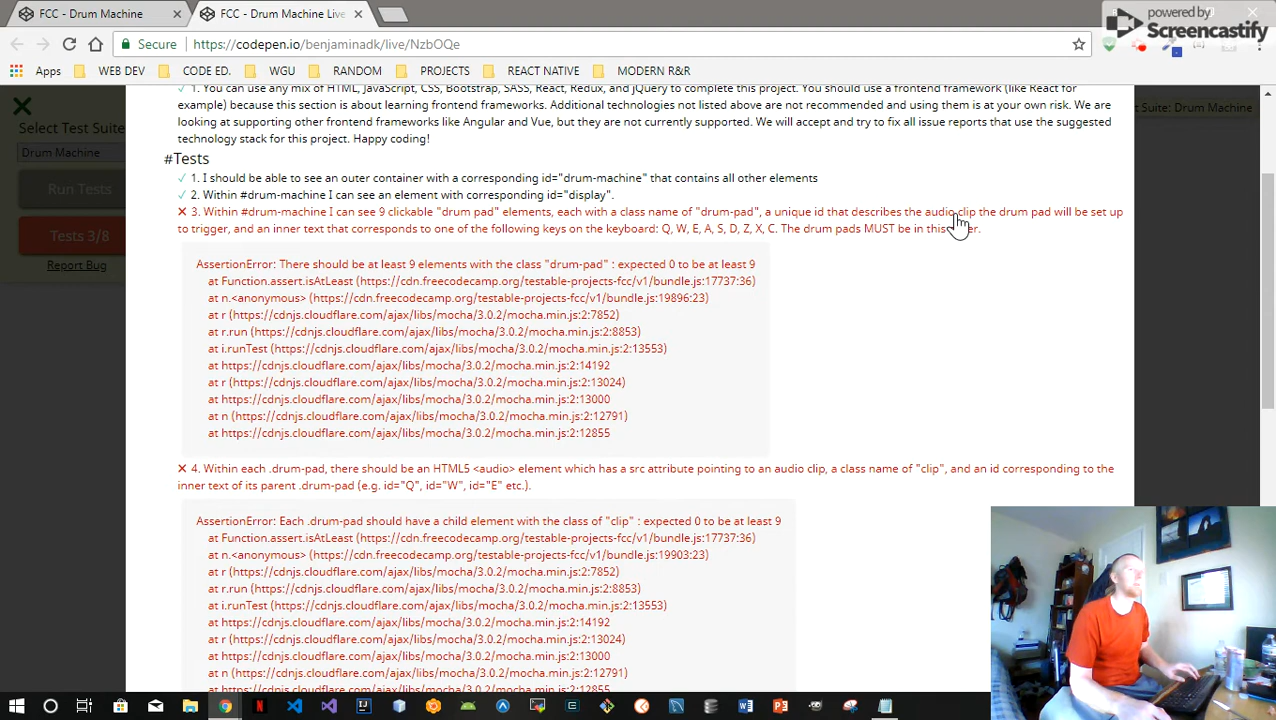 FCC - Drum Machine
FCC - Drum Machine Live
powered by
Screencastify
Secure https://codepen.io/benjaminadk/live/NzbOQe
Apps WEB DEV CODE ED. WGU RANDOM PROJECTS REACT NATIVE MODERN R&R
✓ 1. You can use any mix of HTML, JavaScript, CSS, Bootstrap, SASS, React, Redux, and jQuery to complete this project. You should use a frontend framework (like React for
example) because this section is about learning frontend frameworks. Additional technologies not listed above are not recommended and using them is at your own risk. We are
looking at supporting other frontend frameworks like Angular and Vue, but they are not currently supported. We will accept and try to fix all issue reports that use the suggested
technology stack for this project. Happy coding!
Select Test Suite
Drum Machine
Run Tests
Tests 3/8
Report Bug
t Suite: Drum Machine
#Tests
✓ 1. I should be able to see an outer container with a corresponding id="drum-machine" that contains all other elements
✓ 2. Within #drum-machine I can see an element with corresponding id="display".
✕ 3. Within #drum-machine I can see 9 clickable "drum pad" elements, each with a class name of "drum-pad", a unique id that describes the audio clip the drum pad will be set up
to trigger, and an inner text that corresponds to one of the following keys on the keyboard: Q, W, E, A, S, D, Z, X, C. The drum pads MUST be in this
AssertionError: There should be at least 9 elements with the class "drum-pad" : expected 0 to be at least 9
at Function.assert.isAtLeast (https://cdn.freecodecamp.org/testable-projects-fcc/v1/bundle.js:17737:36)
at n.<anonymous> (https://cdn.freecodecamp.org/testable-projects-fcc/v1/bundle.js:19896:23)
at r (https://cdnjs.cloudflare.com/ajax/libs/mocha/3.0.2/mocha.min.js:2:7852)
at r.run (https://cdnjs.cloudflare.com/ajax/libs/mocha/3.0.2/mocha.min.js:2:8853)
at i.runTest (https://cdnjs.cloudflare.com/ajax/libs/mocha/3.0.2/mocha.min.js:2:13553)
at https://cdnjs.cloudflare.com/ajax/libs/mocha/3.0.2/mocha.min.js:2:14192
at r (https://cdnjs.cloudflare.com/ajax/libs/mocha/3.0.2/mocha.min.js:2:13024)
at https://cdnjs.cloudflare.com/ajax/libs/mocha/3.0.2/mocha.min.js:2:13000
at n (https://cdnjs.cloudflare.com/ajax/libs/mocha/3.0.2/mocha.min.js:2:12791)
at https://cdnjs.cloudflare.com/ajax/libs/mocha/3.0.2/mocha.min.js:2:12855
✕ 4. Within each .drum-pad, there should be an HTML5 <audio> element which has a src attribute pointing to an audio clip, a class name of "clip", and an id corresponding to the
inner text of its parent .drum-pad (e.g. id="Q", id="W", id="E" etc.).
AssertionError: Each .drum-pad should have a child element with the class of "clip" : expected 0 to be at least 9
at Function.assert.isAtLeast (https://cdn.freecodecamp.org/testable-projects-fcc/v1/bundle.js:17737:36)
at n.<anonymous> (https://cdn.freecodecamp.org/testable-projects-fcc/v1/bundle.js:19903:23)
at r (https://cdnjs.cloudflare.com/ajax/libs/mocha/3.0.2/mocha.min.js:2:7852)
at r.run (https://cdnjs.cloudflare.com/ajax/libs/mocha/3.0.2/mocha.min.js:2:8853)
at i.runTest (https://cdnjs.cloudflare.com/ajax/libs/mocha/3.0.2/mocha.min.js:2:13553)
at https://cdnjs.cloudflare.com/ajax/libs/mocha/3.0.2/mocha.min.js:2:14192
at r (https://cdnjs.cloudflare.com/ajax/libs/mocha/3.0.2/mocha.min.js:2:13024)
at https://cdnjs.cloudflare.com/ajax/libs/mocha/3.0.2/mocha.min.js:2:13000
at n (https://cdnjs.cloudflare.com/ajax/libs/mocha/3.0.2/mocha.min.js:2:12791)
at https://cdnjs.cloudflare.com/ajax/libs/mocha/3.0.2/mocha.min.js:2:12855